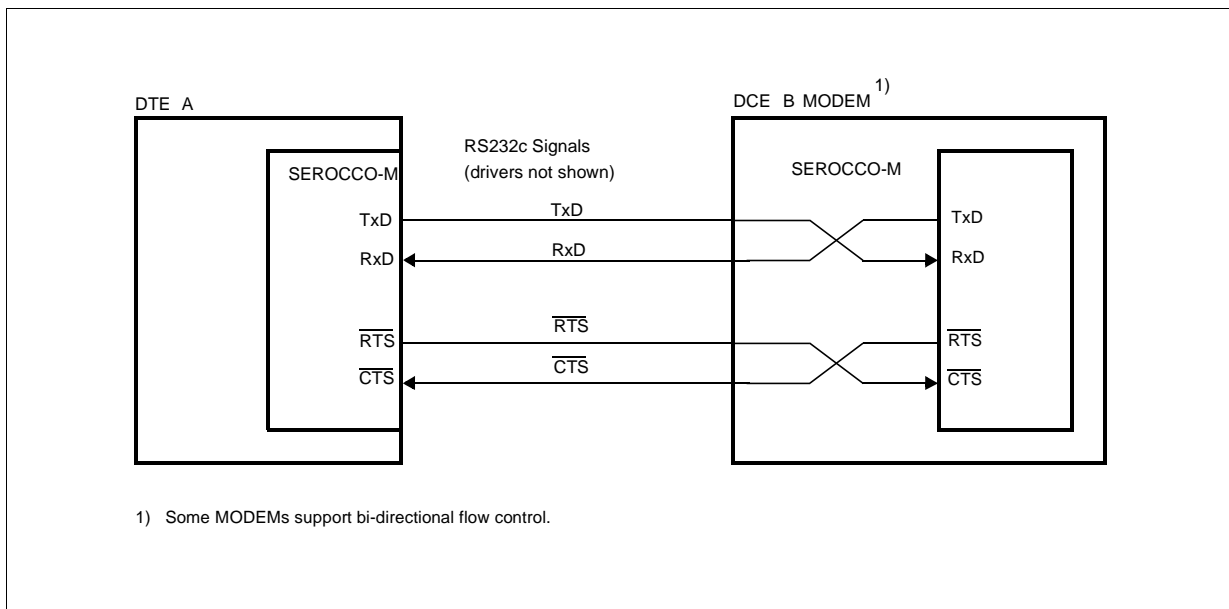 DTE A
DCE B MODEM 1)
RS232c Signals
(drivers not shown)
SEROCCO-M
SEROCCO-M
TxD
TxD
TxD
RxD
RxD
RxD
RTS
RTS
RTS
CTS
CTS
CTS
1) Some MODEMs support bi-directional flow control.